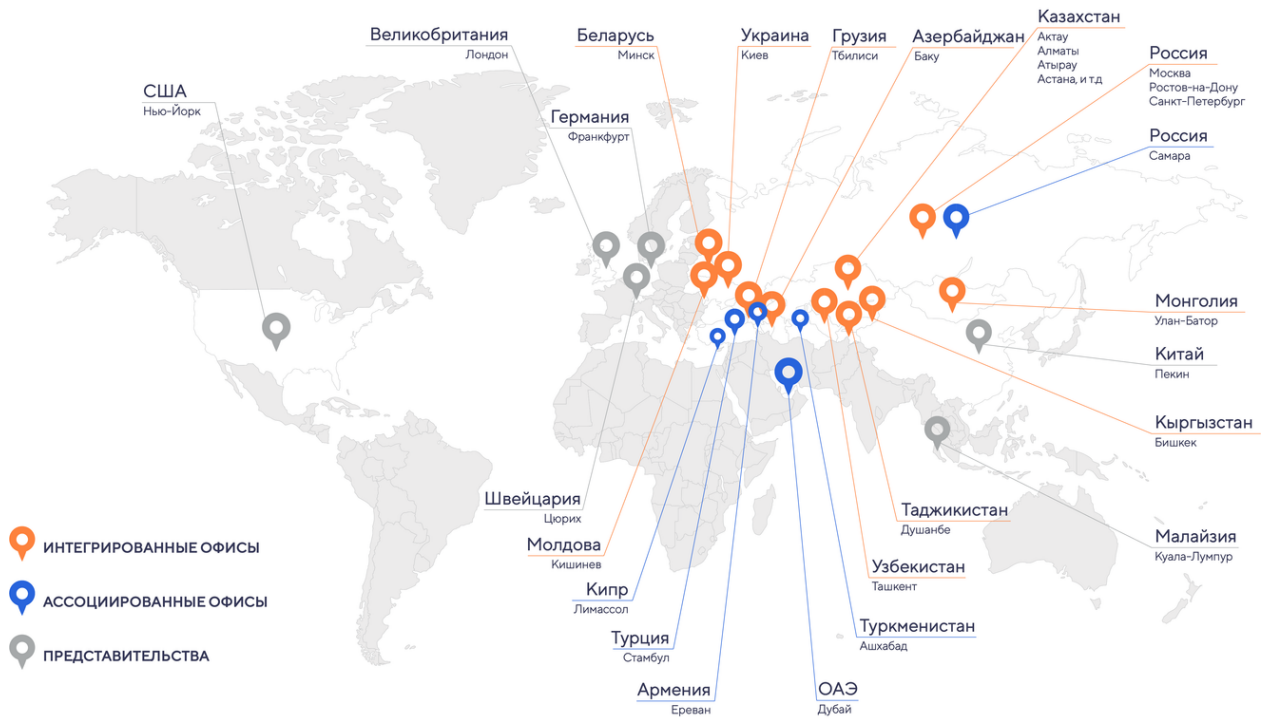 Великобритания
Лондон
Беларусь
Минск
Украина
Киев
Грузия
Тбилиси
Азербайджан
Баку
Казахстан
Актау
Алматы
Атырау
Астана, и т.д
Россия
Москва
Ростов-на-Дону
Санкт-Петербург
США
Нью-Йорк
Германия
Франкфурт
Россия
Самара
Монголия
Улан-Батор
Китай
Пекин
Кыргызстан
Бишкек
Швейцария
Цюрих
Таджикистан
Душанбе
Молдова
Кишинев
Малайзия
Куала-Лумпур
Узбекистан
Ташкент
Кипр
Лимассол
Туркменистан
Ашхабад
Турция
Стамбул
Армения
Ереван
ОАЭ
Дубай
ИНТЕГРИРОВАННЫЕ ОФИСЫ
АССОЦИИРОВАННЫЕ ОФИСЫ
ПРЕДСТАВИТЕЛЬСТВА